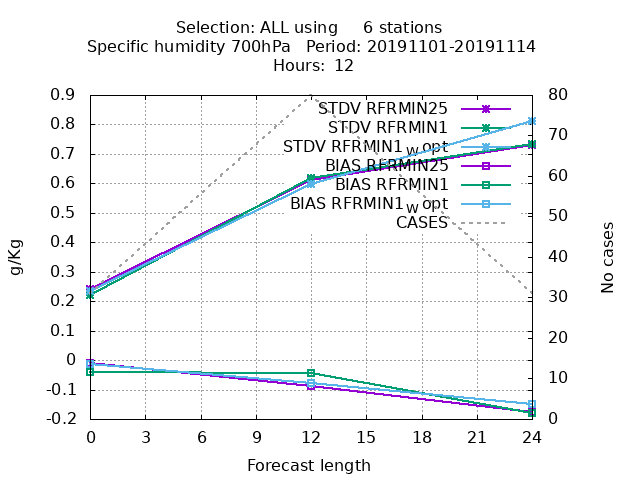 Selection: ALL using     6 stations
Specific humidity 700hPa   Period: 20191101-20191114
Hours: 12
0.9
0.8
0.7
0.6
0.5
0.4
0.3
0.2
0.1
0
-0.1
-0.2
g/Kg
STDV RFRMIN25
STDV RFRMIN1
STDV RFRMIN1w opt
BIAS RFRMIN25
BIAS RFRMIN1
BIAS RFRMIN1w opt
CASES
80
70
60
50
40
30
20
10
0
No cases
0 3 6 9 12 15 18 21 24
Forecast length